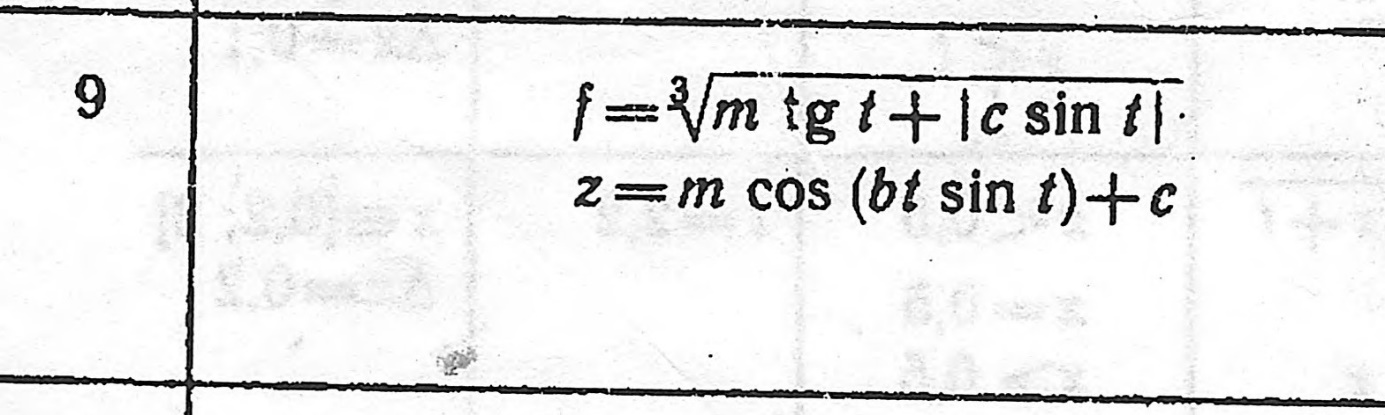 9
f = ∛(m tg t + |c sin t|)
z = m cos (bt sin t) + c